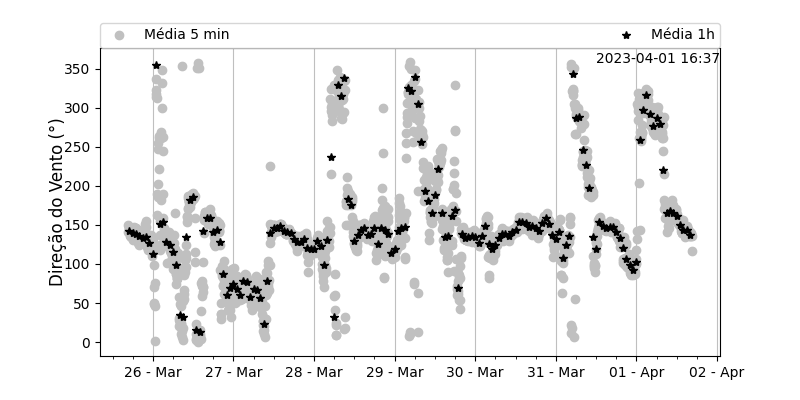 Média 5 min
Média 1h
2023-04-01 16:37
Direção do Vento (°)
350
300
250
200
150
100
50
0
26 - Mar
27 - Mar
28 - Mar
29 - Mar
30 - Mar
31 - Mar
01 - Apr
02 - Apr